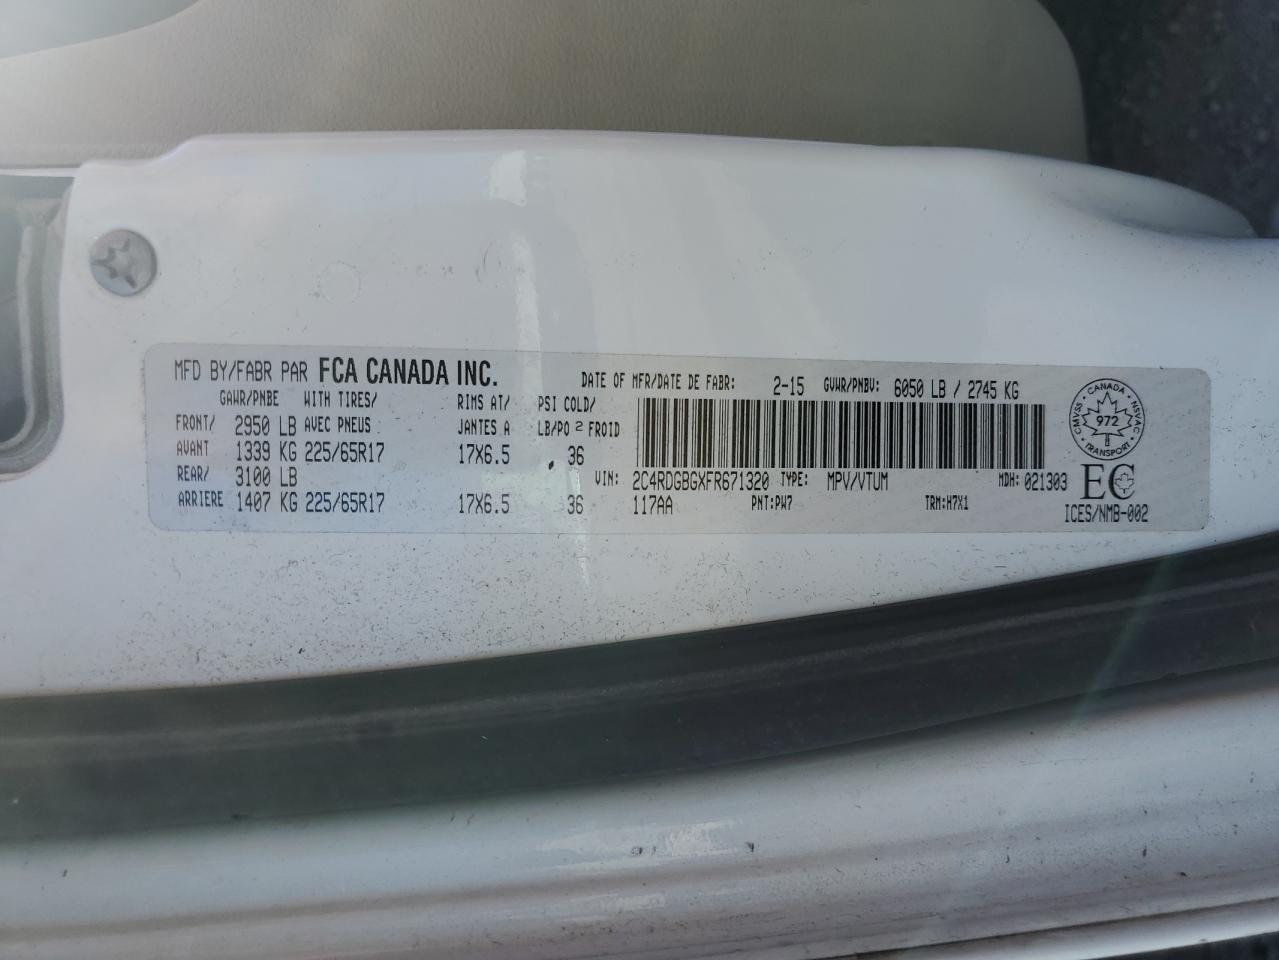 MFD BY/FABR PAR FCA CANADA INC. DATE OF MFR/DATE DE FABR: 2-15 GVWR/PNBV: 6050 LB / 2745 KG
GAWR/PNBE WITH TIRES/ RIMS AT/ PSI COLD/
FRONT/ 2950 LB AVEC PNEUS JANTES A LB/PO 2 FROID
AVANT 1339 KG 225/65R17 17X6.5 36
REAR/ 3100 LB VIN: 2C4RDGBGXFR671320 TYPE: MPV/VTUM MDH: 021303
ARRIERE 1407 KG 225/65R17 17X6.5 36 117AA PNT:PW7 TRM:H7X1
CANADA
CMVSS 972 NSVAC
TRANSPORT
EC
ICES/NMB-002